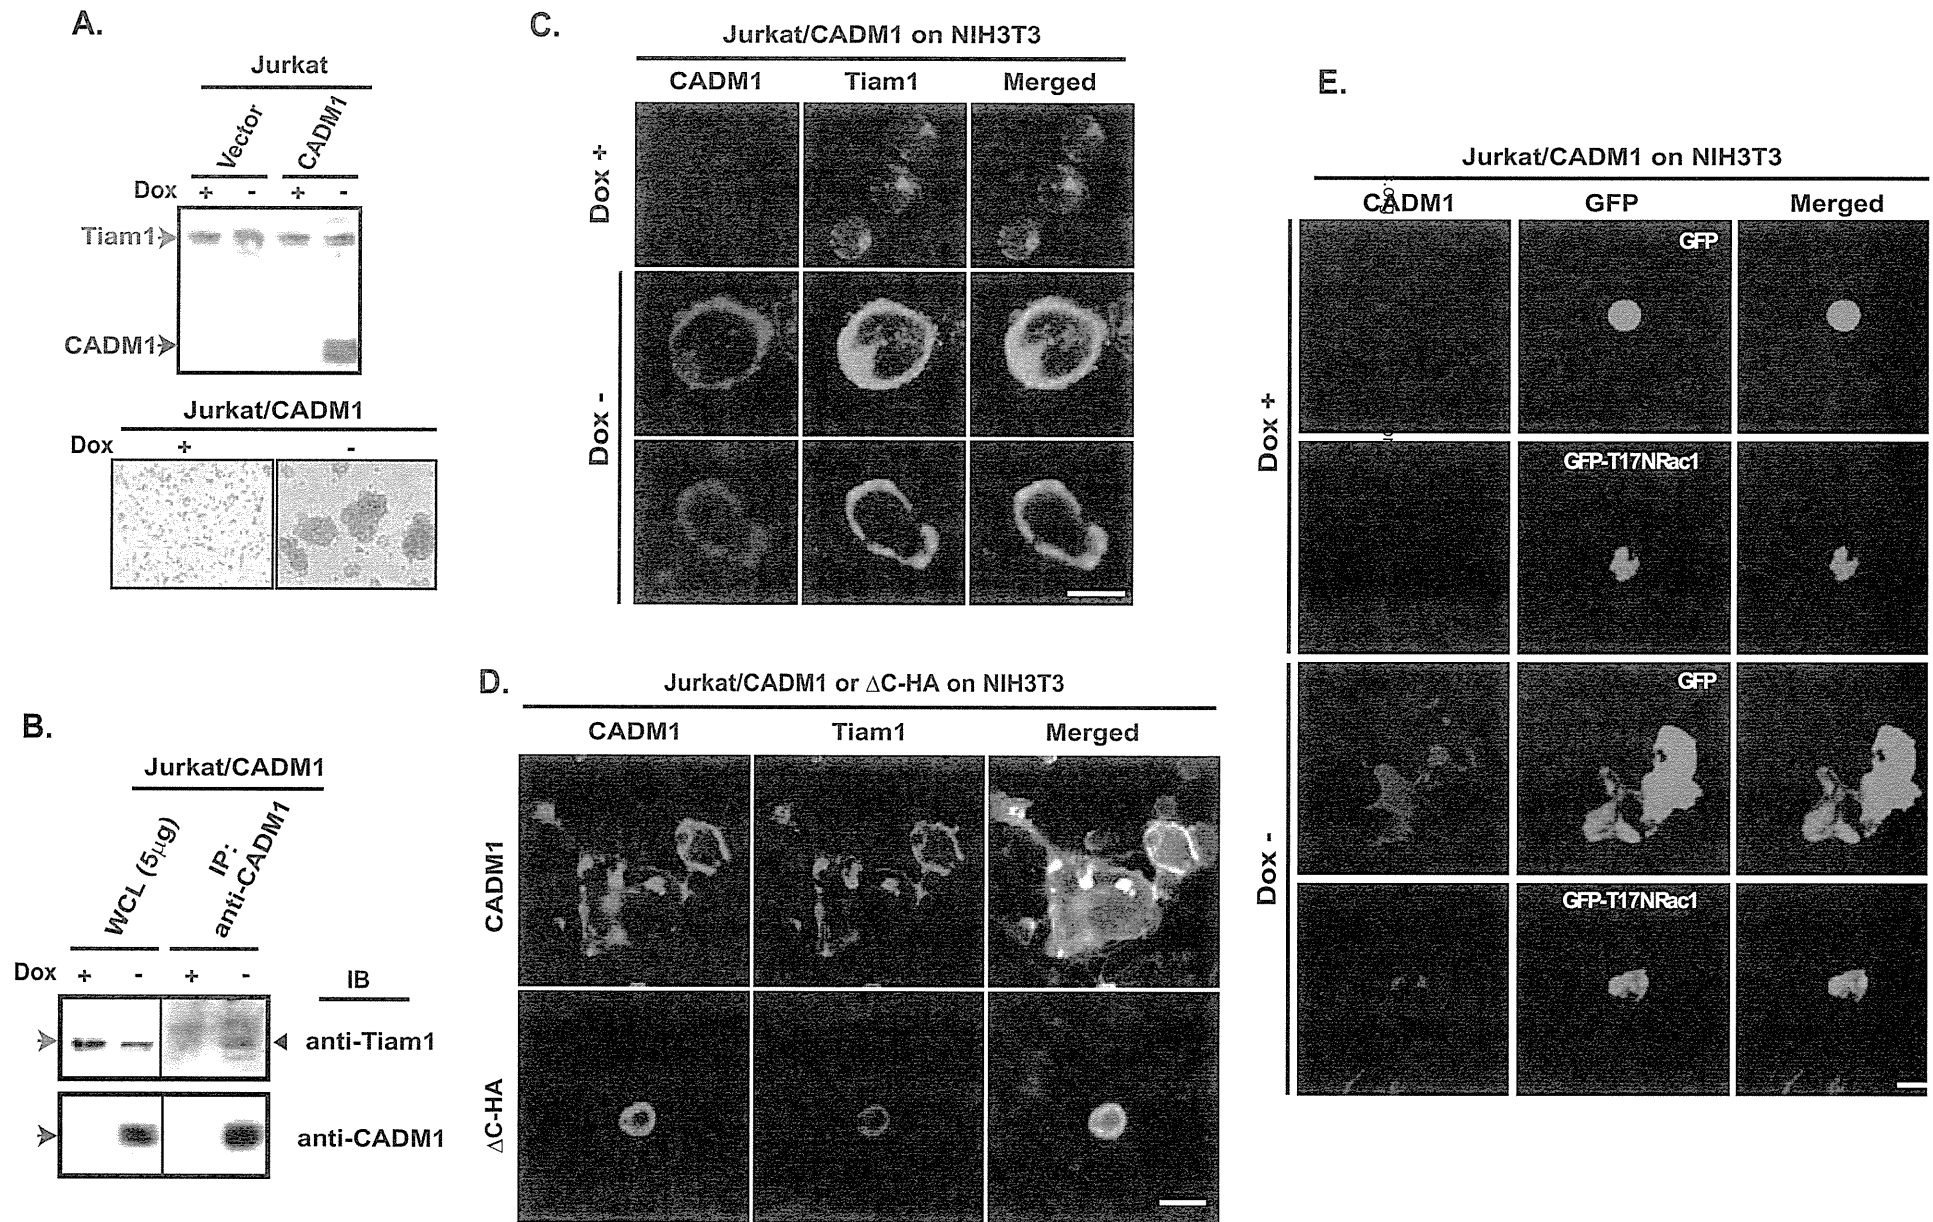 A.
Jurkat
Vector
CADM1
Dox + - + -
Tiam1
CADM1
Jurkat/CADM1
Dox + -
B.
Jurkat/CADM1
WCL (5µg)
IP:
anti-CADM1
Dox + - + -
IB
anti-Tiam1
anti-CADM1
C.
Jurkat/CADM1 on NIH3T3
CADM1 Tiam1 Merged
Dox +
Dox -
D.
Jurkat/CADM1 or ΔC-HA on NIH3T3
CADM1 Tiam1 Merged
CADM1
ΔC-HA
E.
Jurkat/CADM1 on NIH3T3
CADM1 GFP Merged
Dox +
GFP
GFP-T17NRac1
Dox -
GFP
GFP-T17NRac1